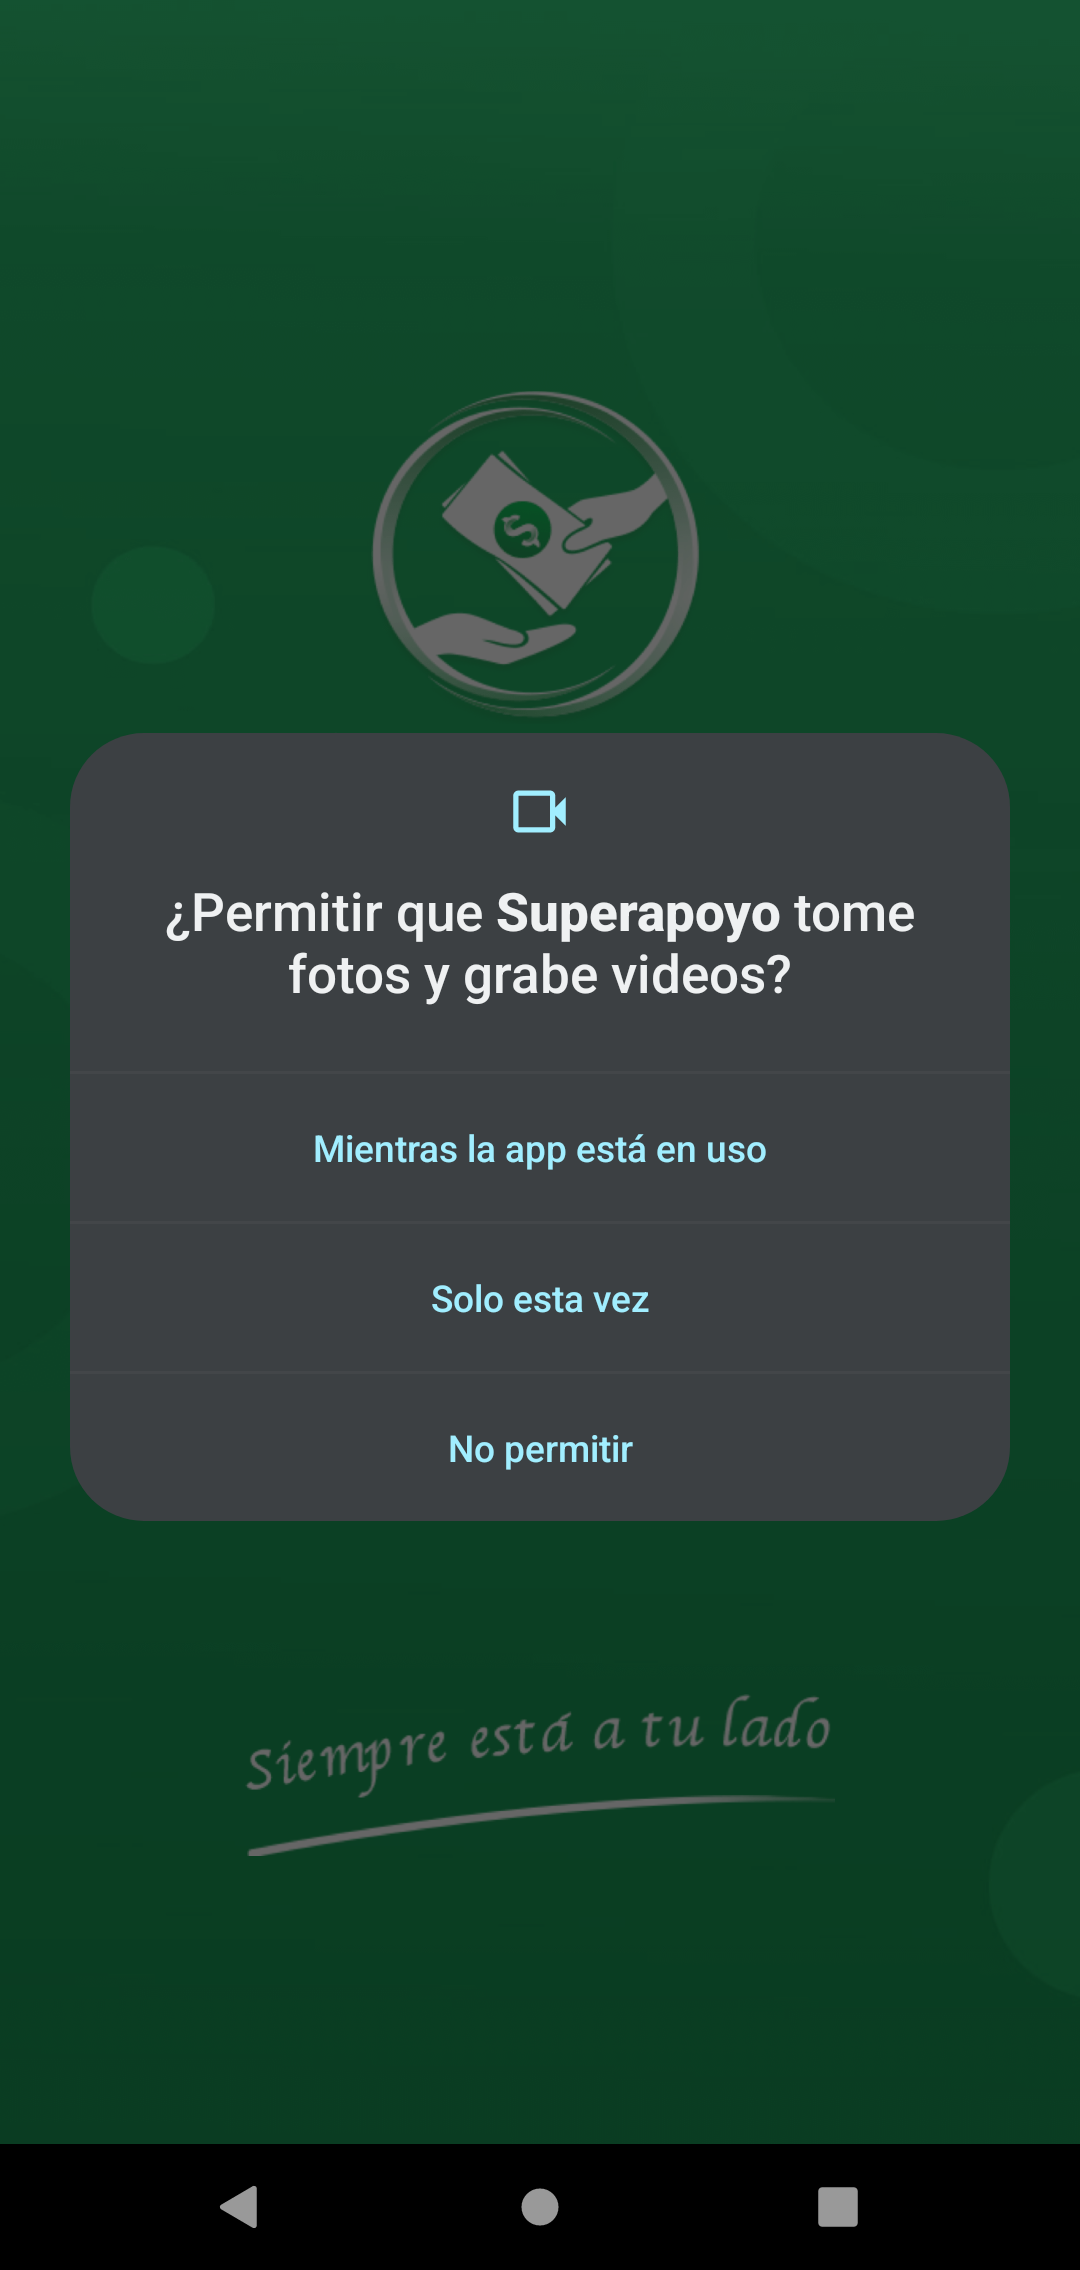 ¿Permitir que Superapoyo tome
fotos y grabe videos?
Mientras la app está en uso
Solo esta vez
No permitir
Siempre está a tu lado